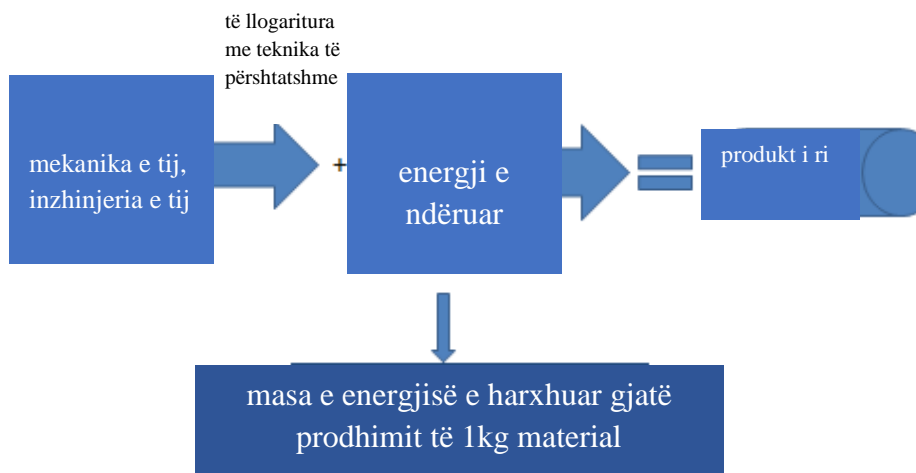 të llogaritura
me teknika të
përshtatshme
mekanika e tij,
inzhinjeria e tij
+
energji e
ndëruar
produkt i ri
masa e energjisë e harxhuar gjatë
prodhimit të 1kg material